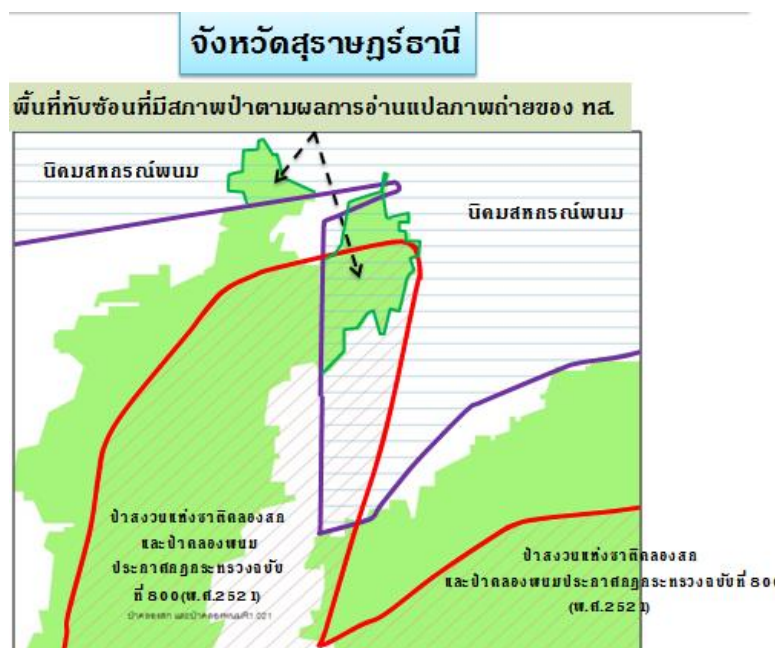 จังหวัดสุราษฎร์ธานี
พื้นที่ทับซ้อนที่มีสภาพป่าตามผลการอ่านแปลภาพถ่ายของ ทส.
นิคมสหกรณ์พนม
นิคมสหกรณ์พนม
ป่าสงวนแห่งชาติคลองสก
และป่าคลองพนม
ประกาศกฎกระทรวงฉบับ
ที่ 800(พ.ศ.2521)
ป่าสงวนแห่งชาติคลองสก
และป่าคลองพนมประกาศกฎกระทรวงฉบับที่ 800
(พ.ศ.2521)